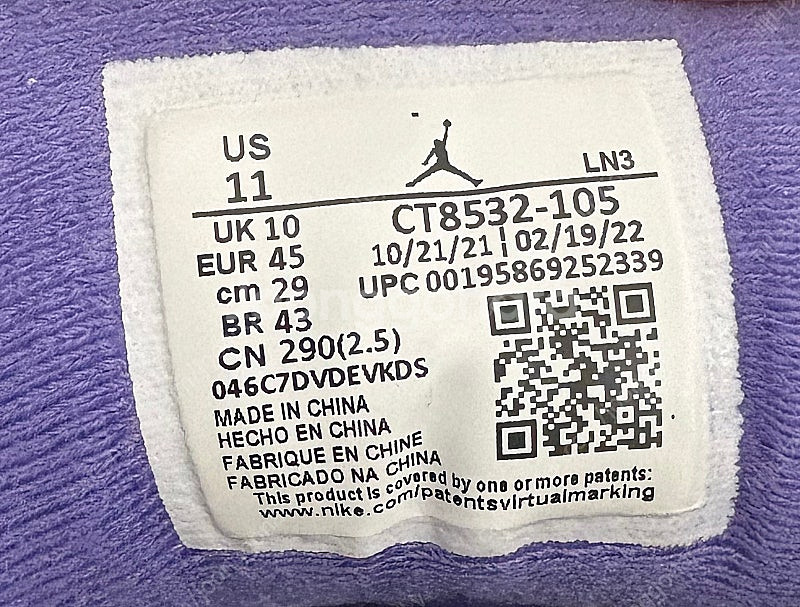 US
11
LN3
UK 10
EUR 45
cm 29
BR 43
CN 290(2.5)
CT8532-105
10/21/21 | 02/19/22
UPC 00195869252339
046C7DVDEVKDS
MADE IN CHINA
HECHO EN CHINA
FABRIQUE EN CHINE
FABRICADO NA CHINA
This product is covered by one or more patents:
www.nike.com/patentsvirtualmarking